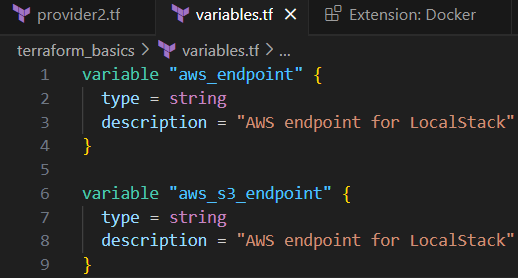 provider2.tf variables.tf × Extension: Docker
terraform_basics > variables.tf > ...
1 variable "aws_endpoint" {
2 type = string
3 description = "AWS endpoint for LocalStack"
4 }
5
6 variable "aws_s3_endpoint" {
7 type = string
8 description = "AWS endpoint for LocalStack"
9 }